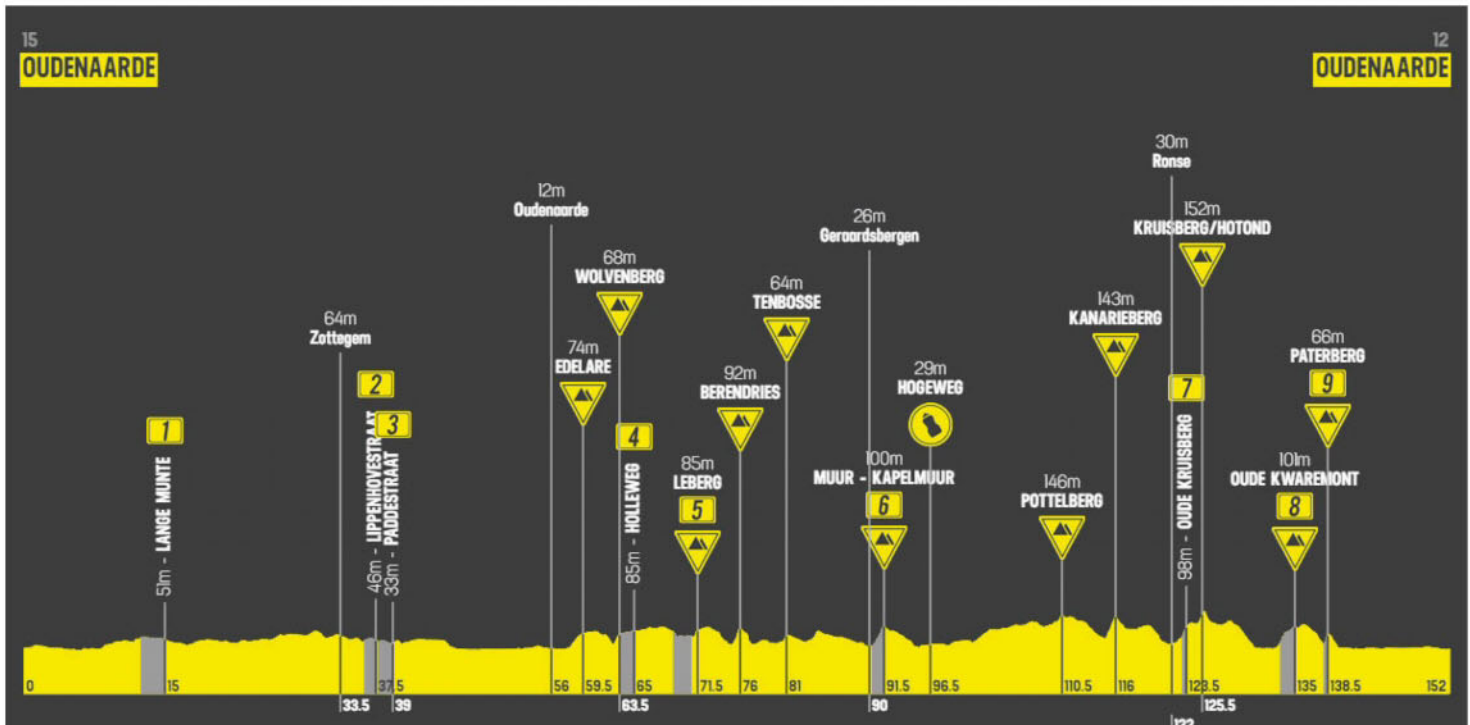 15
OUDENAARDE
12
OUDENAARDE
1
51m - LANGE MUNTE
64m
Zottegem
2
46m - LIPPENHOVESTRAAT
3
33m - PADDESTRAAT
12m
Oudenaarde
74m
EDELARE
68m
WOLVENBERG
4
85m - HOLLEWEG
85m
LEBERG
5
92m
BERENDRIES
64m
TENBOSSE
26m
Geraardsbergen
100m
MUUR - KAPELMUUR
6
29m
HOGEWEG
146m
POTTELBERG
143m
KANARIEBERG
30m
Ronse
7
98m - OUDE KRUISBERG
152m
KRUISBERG/HOTOND
101m
OUDE KWAREMONT
8
66m
PATERBERG
9
0
15
33.5
37.5
39
56
59.5
63.5
65
71.5
76
81
90
91.5
96.5
110.5
116
122
123.5
125.5
135
138.5
152